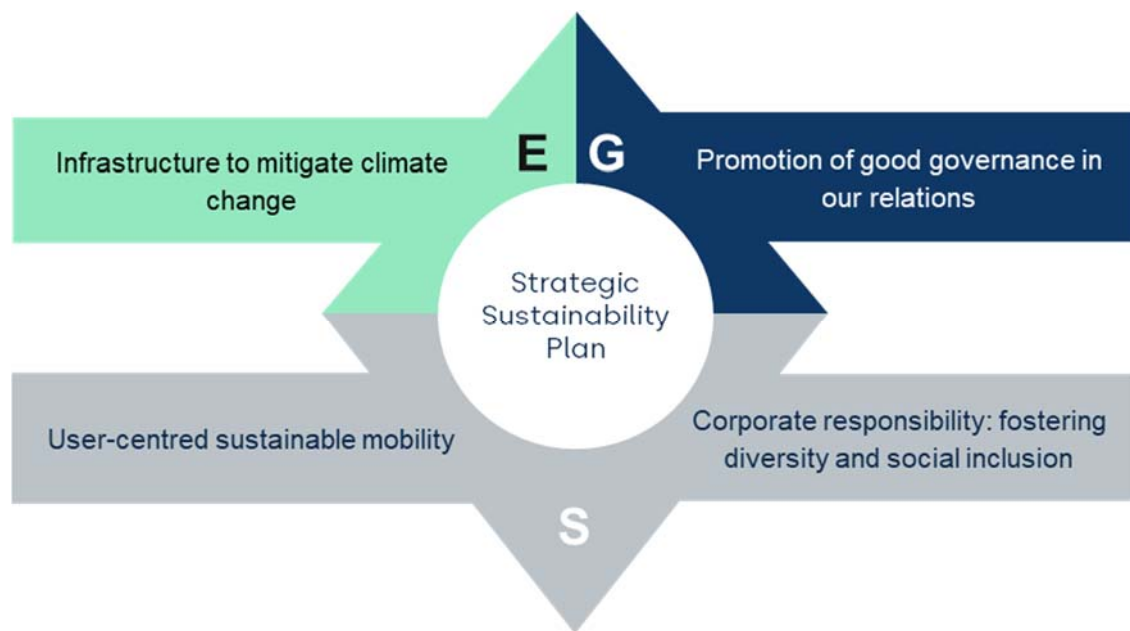 E
G
Infrastructure to mitigate climate
change
Promotion of good governance in
our relations
Strategic
Sustainability
Plan
User-centred sustainable mobility
Corporate responsibility: fostering
diversity and social inclusion
S